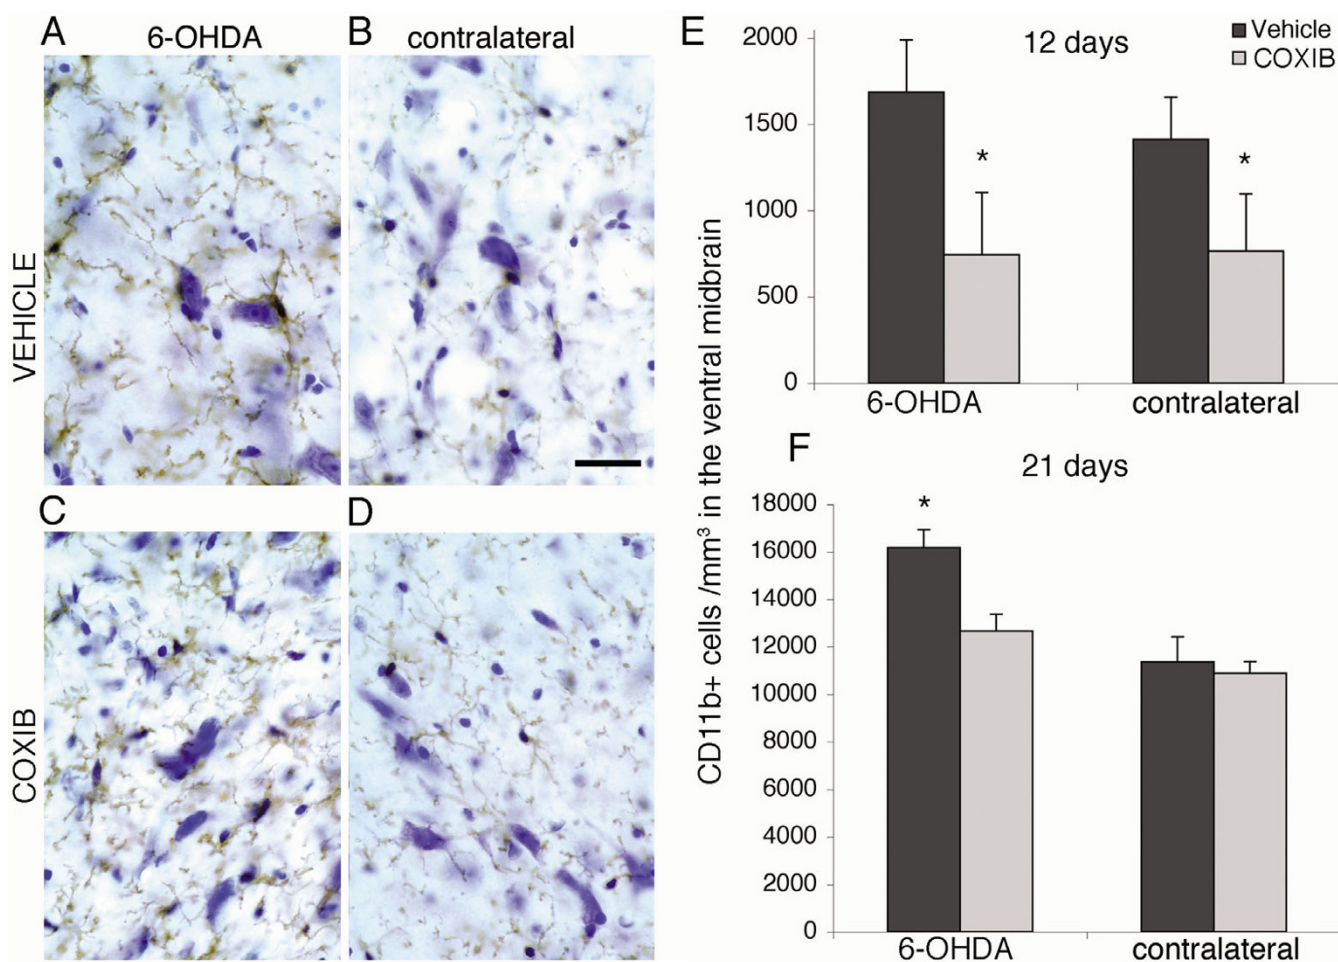 A
6-OHDA
B
contralateral
VEHICLE
C
D
COXIB
E
12 days
Vehicle
COXIB
2000
1500
1000
500
0
6-OHDA
contralateral
CD11b+ cells /mm³ in the ventral midbrain
F
21 days
18000
16000
14000
12000
10000
8000
6000
4000
2000
0
6-OHDA
contralateral
*
*
*